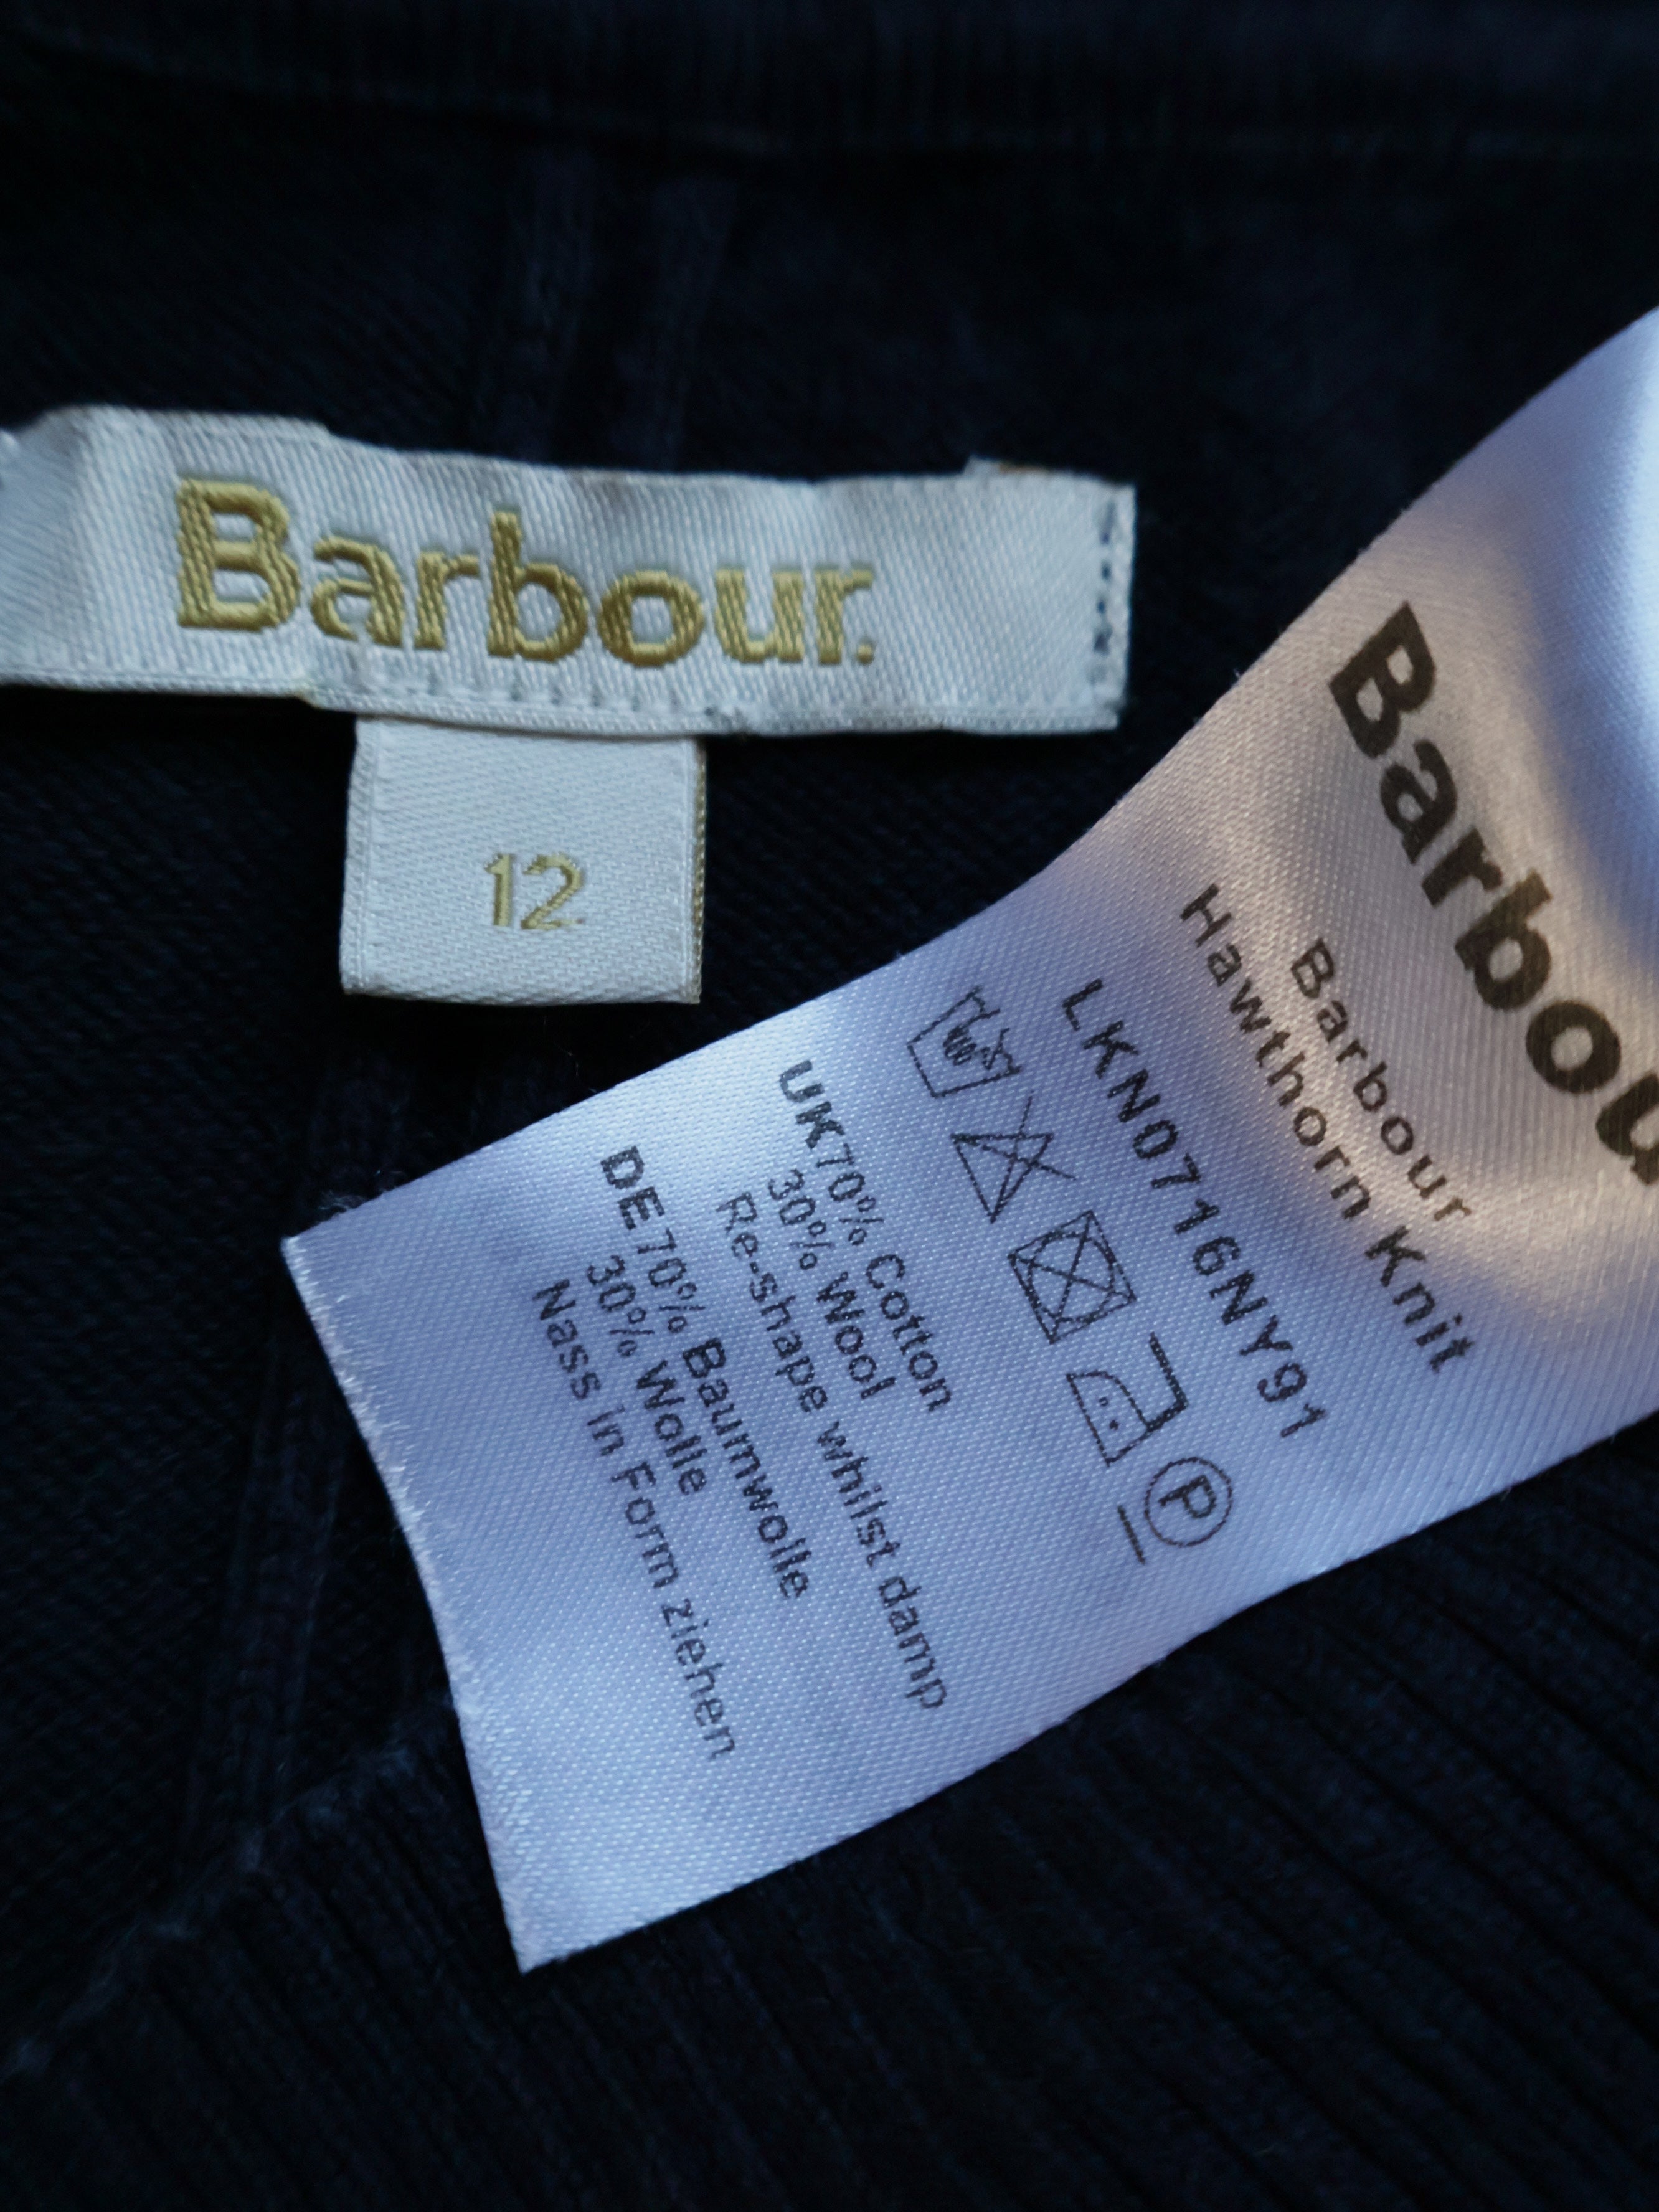 Barbour.
12
Barbou
Barbour
Hawthorn Knit
LKN0716NY91
P
UK 70% Cotton
30% Wool
Re-shape whilst damp
DE 70% Baumwolle
30% Wolle
Nass in Form ziehen